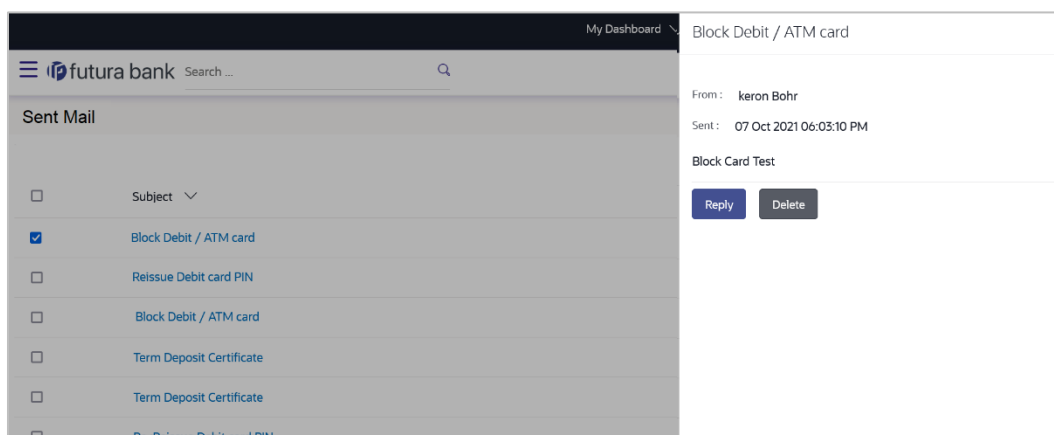 My Dashboard
futura bank Search ...
Sent Mail
Subject
Block Debit / ATM card
Reissue Debit card PIN
Block Debit / ATM card
Term Deposit Certificate
Term Deposit Certificate
Block Debit / ATM card
From : keron Bohr
Sent : 07 Oct 2021 06:03:10 PM
Block Card Test
Reply Delete